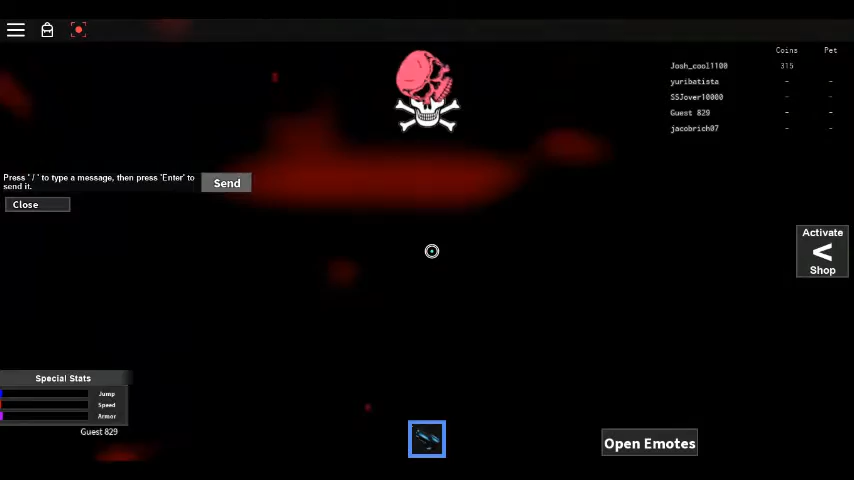 Coins Pet
Josh_cool1100 315
yuribatista - -
SSJover10000 - -
Guest 829 - -
jacobrich07 - -
Press '/' to type a message, then press 'Enter' to
send it.
Send
Close
Activate
<
Shop
Special Stats
Jump
Speed
Armor
Guest 829
Open Emotes